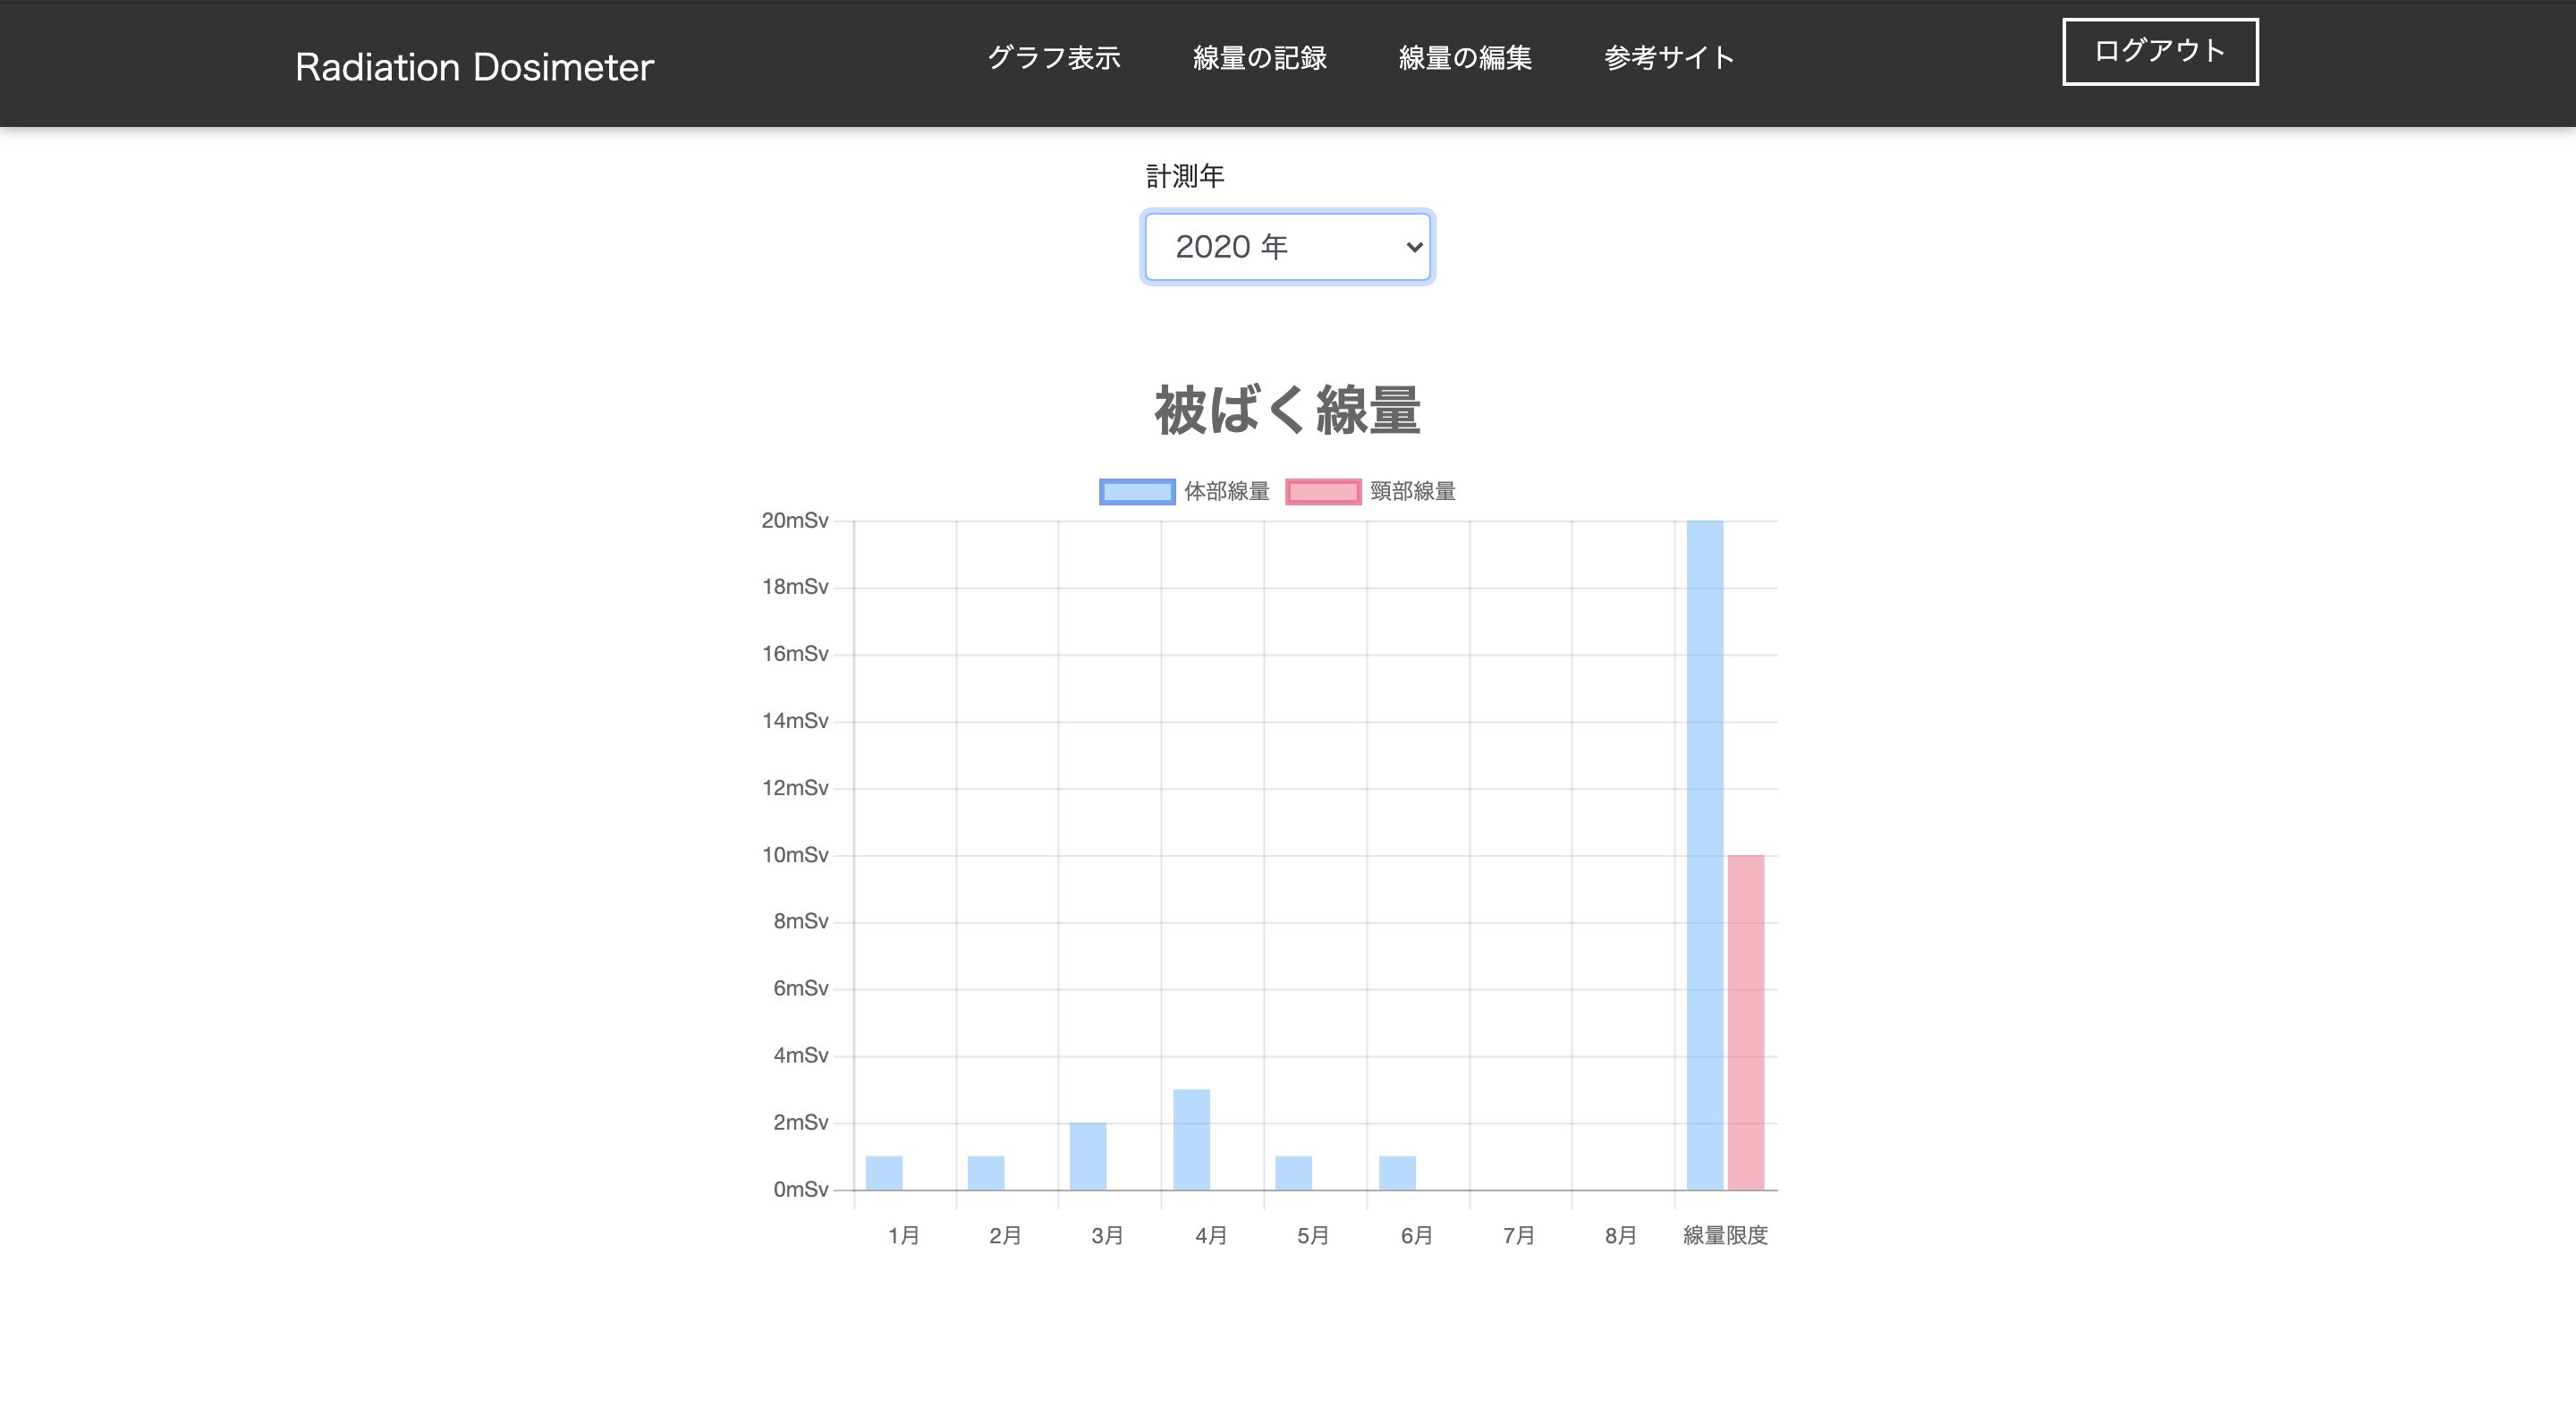 Radiation Dosimeter
グラフ表示 線量の記録 線量の編集 参考サイト
ログアウト
計測年
2020 年
被ばく線量
体部線量 頸部線量
20mSv
18mSv
16mSv
14mSv
12mSv
10mSv
8mSv
6mSv
4mSv
2mSv
0mSv
1月 2月 3月 4月 5月 6月 7月 8月 線量限度